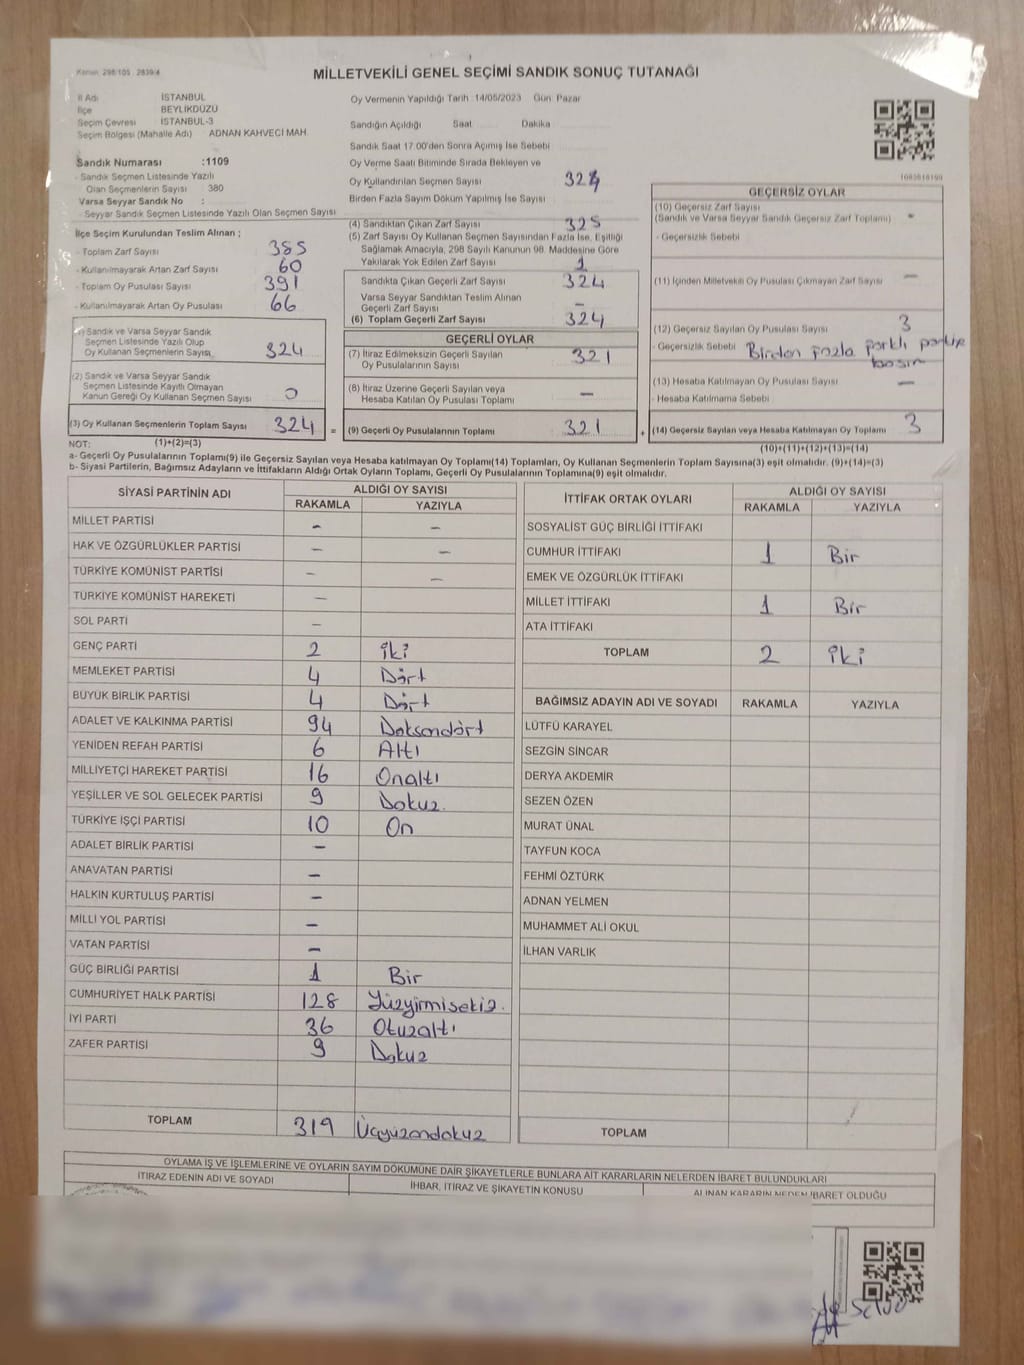 Kanun: 298/105 2839/4
MİLLETVEKİLİ GENEL SEÇİMİ SANDIK SONUÇ TUTANAĞI
İl Adı İSTANBUL
İlçe BEYLİKDÜZÜ
Seçim Çevresi İSTANBUL-3
Seçim Bölgesi (Mahalle Adı) ADNAN KAHVECİ MAH.
Sandık Numarası :1109
- Sandık Seçmen Listesinde Yazılı
Olan Seçmenlerin Sayısı 380
Varsa Seyyar Sandık No :
- Seyyar Sandık Seçmen Listesinde Yazılı Olan Seçmen Sayısı
İlçe Seçim Kurulundan Teslim Alınan ;
- Toplam Zarf Sayısı 385
- Kullanılmayarak Artan Zarf Sayısı 60
- Toplam Oy Pusulası Sayısı 391
- Kullanılmayarak Artan Oy Pusulası 66
(1) Sandık ve Varsa Seyyar Sandık
Seçmen Listesinde Yazılı Olup
Oy Kullanan Seçmenlerin Sayısı 324
(2) Sandık ve Varsa Seyyar Sandık
Seçmen Listesinde Kayıtlı Olmayan
Kanun Gereği Oy Kullanan Seçmen Sayısı 0
(3) Oy Kullanan Seçmenlerin Toplam Sayısı 324 =
Oy Vermenin Yapıldığı Tarih :14/05/2023 Gün: Pazar
Sandığın Açıldığı Saat Dakika
Sandık Saat 17.00'den Sonra Açımış İse Sebebi
Oy Verme Saati Bitiminde Sırada Bekleyen ve
Oy Kullandırılan Seçmen Sayısı 324
Birden Fazla Sayım Döküm Yapılmış İse Sayısı
(4) Sandıktan Çıkan Zarf Sayısı 325
(5) Zarf Sayısı Oy Kullanan Seçmen Sayısından Fazla İse, Eşitliği
Sağlamak Amacıyla, 298 Sayılı Kanunun 98. Maddesine Göre
Yakılarak Yok Edilen Zarf Sayısı 1
Sandıkta Çıkan Geçerli Zarf Sayısı 324
Varsa Seyyar Sandıktan Teslim Alınan
Geçerli Zarf Sayısı –
(6) Toplam Geçerli Zarf Sayısı 324
GEÇERLİ OYLAR
(7) İtiraz Edilmeksizin Geçerli Sayılan
Oy Pusulalarının Sayısı 321
(8) İtiraz Üzerine Geçerli Sayılan veya
Hesaba Katılan Oy Pusulası Toplamı –
(9) Geçerli Oy Pusulalarının Toplamı 321 +
1083818199
GEÇERSİZ OYLAR
(10) Geçersiz Zarf Sayısı
(Sandık ve Varsa Seyyar Sandık Geçersiz Zarf Toplamı) -
- Geçersizlik Sebebi
(11) İçinden Milletvekili Oy Pusulası Çıkmayan Zarf Sayısı –
(12) Geçersiz Sayılan Oy Pusulası Sayısı 3
- Geçersizlik Sebebi Birden fazla farklı partiye
basım
(13) Hesaba Katılmayan Oy Pusulası Sayısı –
- Hesaba Katılmama Sebebi
(14) Geçersiz Sayılan veya Hesaba Katılmayan Oy Toplamı 3
NOT: (1)+(2)=(3) (10)+(11)+(12)+(13)=(14)
a- Geçerli Oy Pusulalarının Toplamı(9) ile Geçersiz Sayılan veya Hesaba katılmayan Oy Toplamı(14) Toplamları, Oy Kullanan Seçmenlerin Toplam Sayısına(3) eşit olmalıdır. (9)+(14)=(3)
b- Siyasi Partilerin, Bağımsız Adayların ve İttifakların Aldığı Ortak Oyların Toplamı, Geçerli Oy Pusulalarının Toplamına(9) eşit olmalıdır.
SİYASİ PARTİNİN ADI ALDIĞI OY SAYISI
RAKAMLA YAZIYLA
MİLLET PARTİSİ – –
HAK VE ÖZGÜRLÜKLER PARTİSİ – –
TÜRKİYE KOMÜNİST PARTİSİ – –
TÜRKİYE KOMÜNİST HAREKETİ –
SOL PARTİ –
GENÇ PARTİ 2 iki
MEMLEKET PARTİSİ 4 Dört
BÜYÜK BİRLİK PARTİSİ 4 Dört
ADALET VE KALKINMA PARTİSİ 94 Doksandört
YENİDEN REFAH PARTİSİ 6 Altı
MİLLİYETÇİ HAREKET PARTİSİ 16 Onaltı
YEŞİLLER VE SOL GELECEK PARTİSİ 9 Dokuz.
TÜRKİYE İŞÇİ PARTİSİ 10 On
ADALET BİRLİK PARTİSİ –
ANAVATAN PARTİSİ –
HALKIN KURTULUŞ PARTİSİ –
MİLLİ YOL PARTİSİ –
VATAN PARTİSİ –
GÜÇ BİRLİĞİ PARTİSİ 1 Bir
CUMHURİYET HALK PARTİSİ 128 Yüzyirmisekiz.
İYİ PARTİ 36 Otuzaltı
ZAFER PARTİSİ 9 Dokuz
TOPLAM 319 Üçyüzondokuz
İTTİFAK ORTAK OYLARI ALDIĞI OY SAYISI
RAKAMLA YAZIYLA
SOSYALİST GÜÇ BİRLİĞİ İTTİFAKI
CUMHUR İTTİFAKI 1 Bir
EMEK VE ÖZGÜRLÜK İTTİFAKI
MİLLET İTTİFAKI 1 Bir
ATA İTTİFAKI
TOPLAM 2 iki
BAĞIMSIZ ADAYIN ADI VE SOYADI RAKAMLA YAZIYLA
LÜTFÜ KARAYEL
SEZGİN SİNCAR
DERYA AKDEMİR
SEZEN ÖZEN
MURAT ÜNAL
TAYFUN KOCA
FEHMİ ÖZTÜRK
ADNAN YELMEN
MUHAMMET ALİ OKUL
İLHAN VARLIK
TOPLAM
OYLAMA İŞ VE İŞLEMLERİNE VE OYLARIN SAYIM DÖKÜMÜNE DAİR ŞİKAYETLERLE BUNLARA AİT KARARLARIN NELERDEN İBARET BULUNDUKLARI
İTİRAZ EDENİN ADI VE SOYADI İHBAR, İTİRAZ VE ŞİKAYETİN KONUSU ALINAN KARARIN NEDEN İBARET OLDUĞU